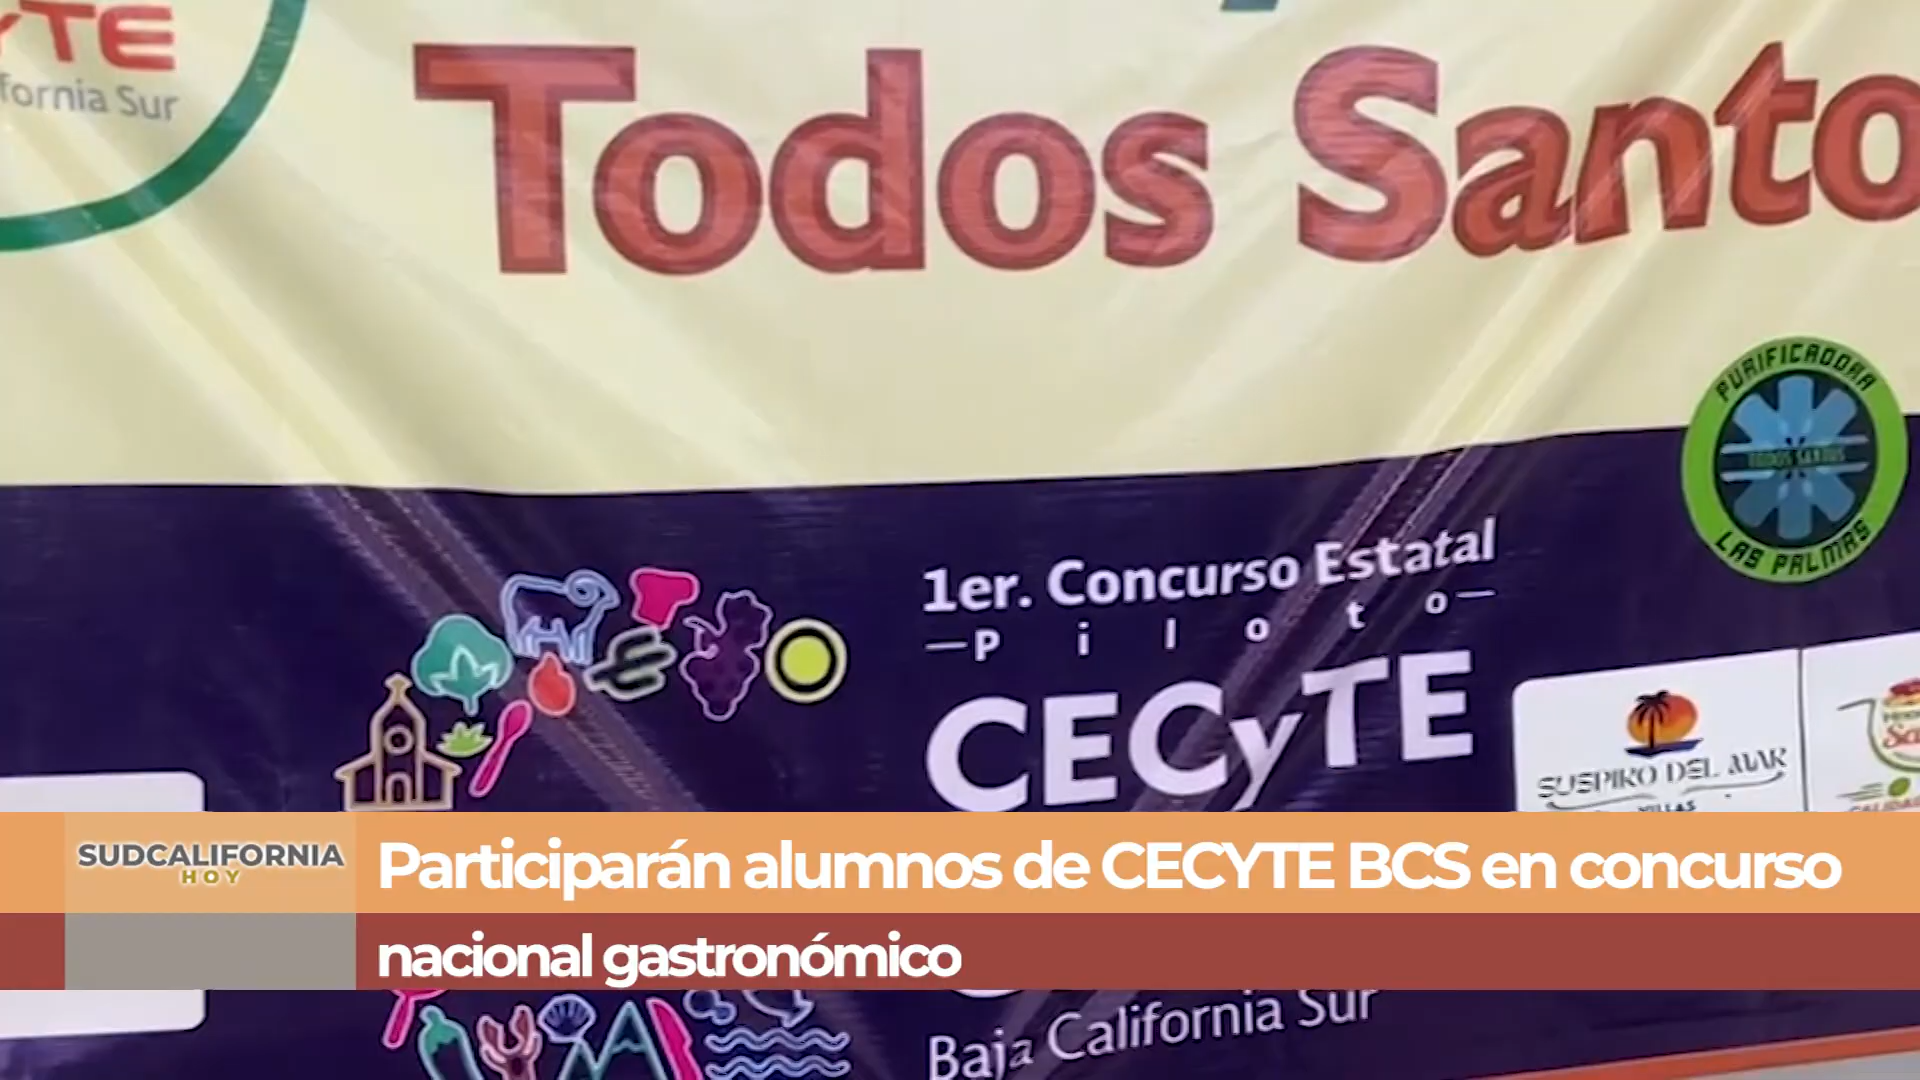 YTE
fornia Sur
Todos Santo
PURIFICADORA
TODOS SANTOS
LAS PALMAS
1er. Concurso Estatal
Piloto
CECyTE
SUSPIRO DEL MAR
VILLAS
SUDCALIFORNIA
HOY
Participarán alumnos de CECYTE BCS en concurso
nacional gastronómico
Baja California Sur